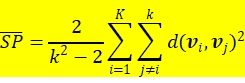 $\overline{SP} = \frac{2}{k^2 - 2} \sum_{i=1}^{K} \sum_{j \neq i}^{k} d(\boldsymbol{v}_i, \boldsymbol{v}_j)^2$